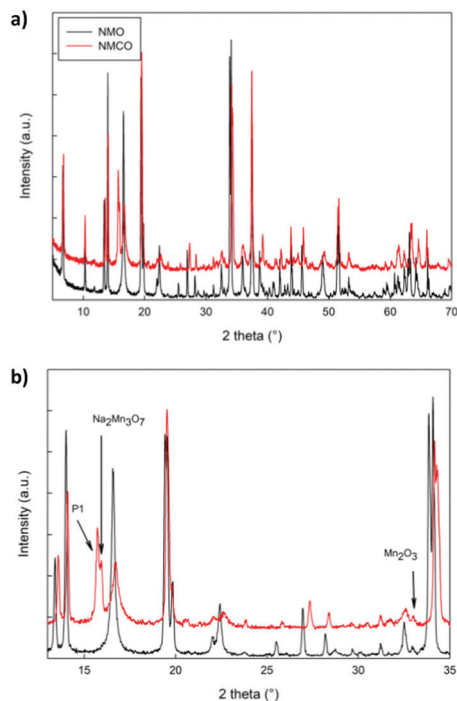 a)
NMO
NMCO
Intensity (a.u.)
10 20 30 40 50 60 70
2 theta (°)
b)
Na₂Mn₃O₇
P1
Mn₂O₃
Intensity (a.u.)
15 20 25 30 35
2 theta (°)